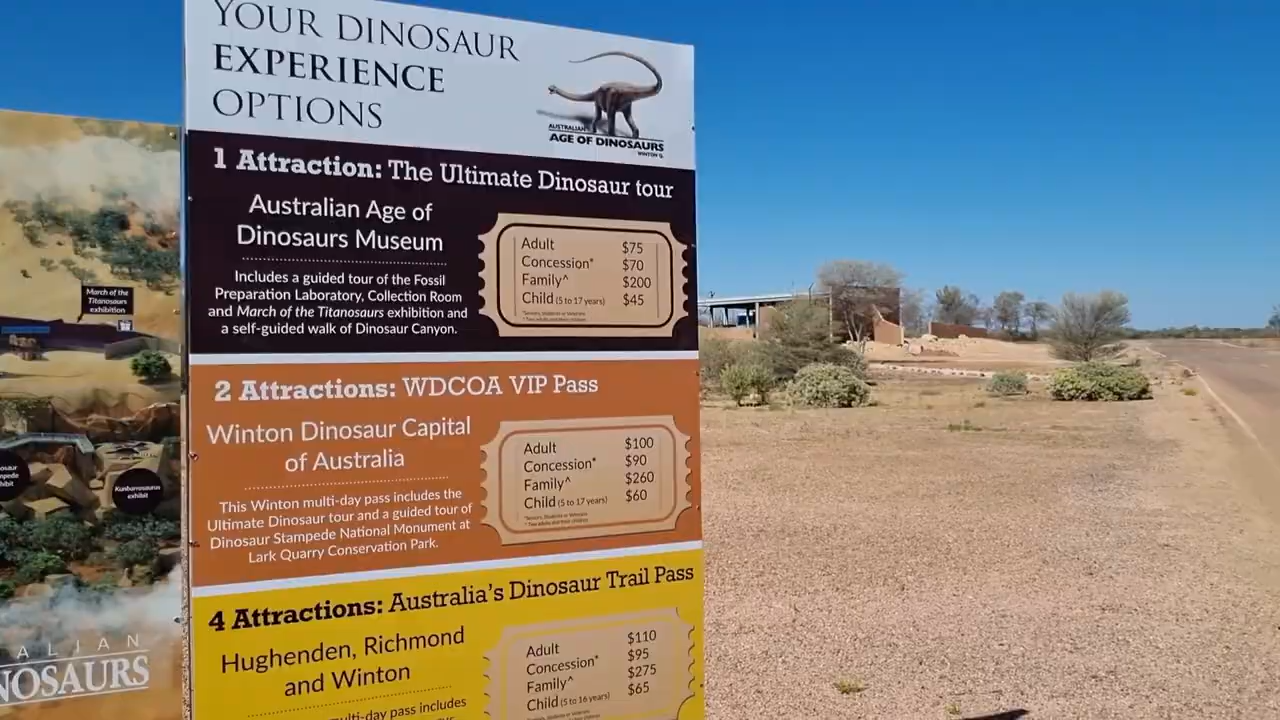 YOUR DINOSAUR
EXPERIENCE
OPTIONS
AUSTRALIAN
AGE OF DINOSAURS
WINTON Q.
1 Attraction: The Ultimate Dinosaur tour
Australian Age of
Dinosaurs Museum
Includes a guided tour of the Fossil
Preparation Laboratory, Collection Room
and March of the Titanosaurs exhibition and
a self-guided walk of Dinosaur Canyon.
Adult $75
Concession* $70
Family^ $200
Child (5 to 17 years) $45
*Seniors, Students or Veterans
^ Two adults and their children
2 Attractions: WDCOA VIP Pass
Winton Dinosaur Capital
of Australia
This Winton multi-day pass includes the
Ultimate Dinosaur tour and a guided tour of
Dinosaur Stampede National Monument at
Lark Quarry Conservation Park.
Adult $100
Concession* $90
Family^ $260
Child (5 to 17 years) $60
*Seniors, Students or Veterans
^ Two adults and their children
4 Attractions: Australia's Dinosaur Trail Pass
Hughenden, Richmond
and Winton
multi-day pass includes
Adult $110
Concession* $95
Family^ $275
Child (5 to 16 years) $65
March of the
Titanosaurs
exhibition
Kunbarrasaurus
exhibit
ALIAN
NOSAURS